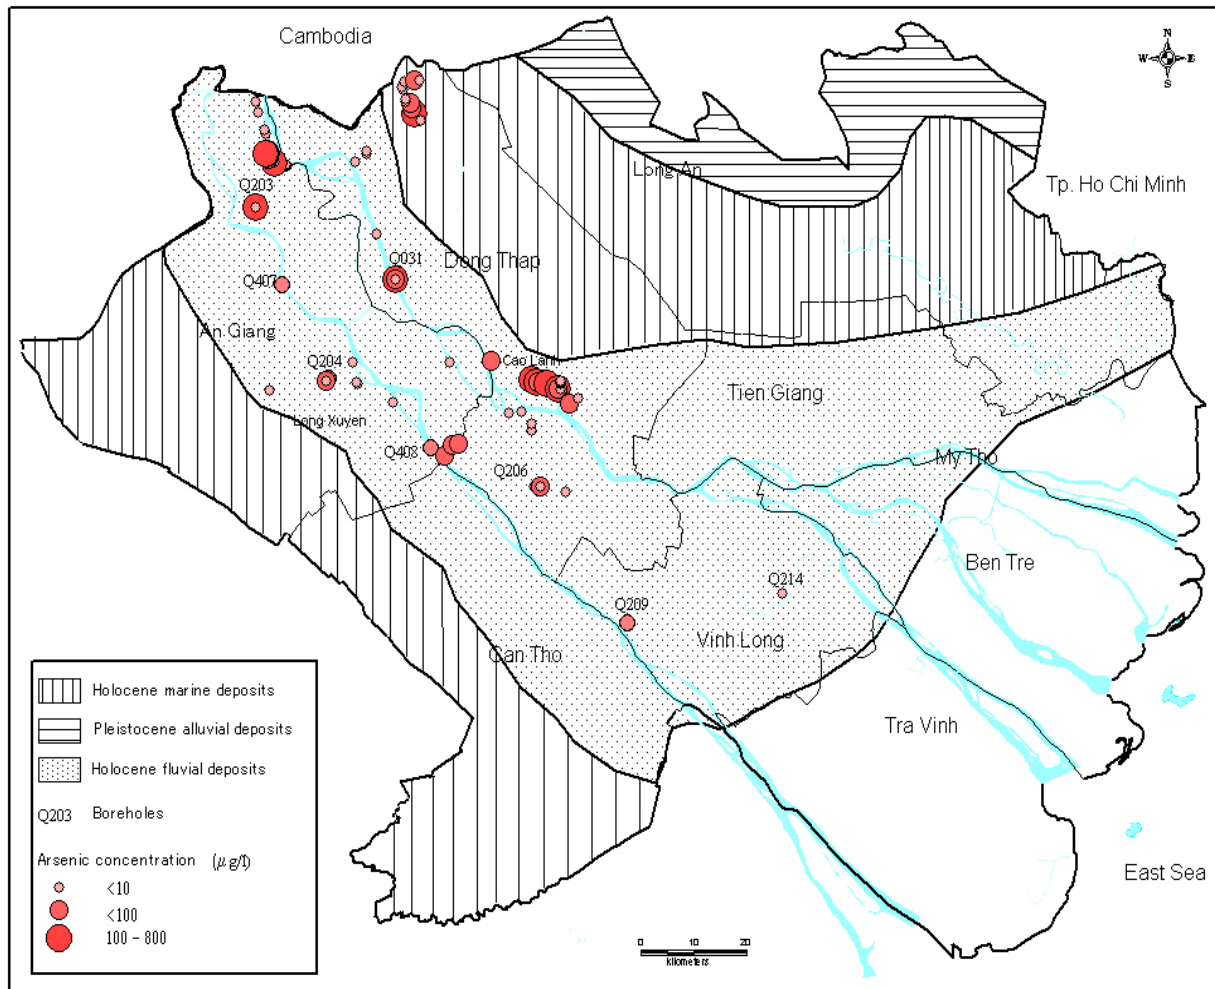 Cambodia
N
W E
S
Long An
Tp. Ho Chi Minh
Q203
Q031
Dong Thap
Q407
An Giang
Q204
Cao Lanh
Tien Giang
Long Xuyen
Q408
My Tho
Q206
Ben Tre
Q214
Q209
Vinh Long
Can Tho
Tra Vinh
East Sea
Holocene marine deposits
Pleistocene alluvial deposits
Holocene fluvial deposits
Q203 Boreholes
Arsenic concentration (μg/l)
<10
<100
100 - 800
0 10 20
kilometers